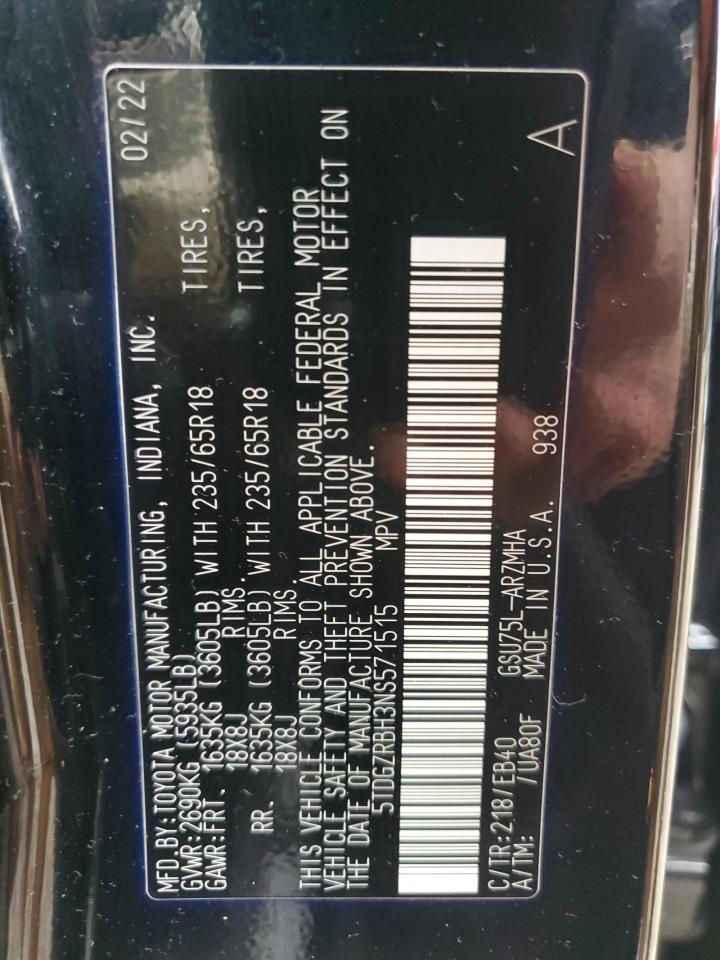 MFD.BY:TOYOTA MOTOR MANUFACTURING, INDIANA, INC. 02/22
GVWR:2690KG (5935LB)
GAWR:FRT. 1635KG (3605LB) WITH 235/65R18 TIRES,
18X8J RIMS.
RR. 1635KG (3605LB) WITH 235/65R18 TIRES,
18X8J RIMS.
THIS VEHICLE CONFORMS TO ALL APPLICABLE FEDERAL MOTOR
VEHICLE SAFETY AND THEFT PREVENTION STANDARDS IN EFFECT ON
THE DATE OF MANUFACTURE SHOWN ABOVE.
5TDGZRBH3NS571515 MPV
C/TR:218/EB40 GSU75L-ARZMHA
A/TM: /UA80F MADE IN U.S.A. 938 A